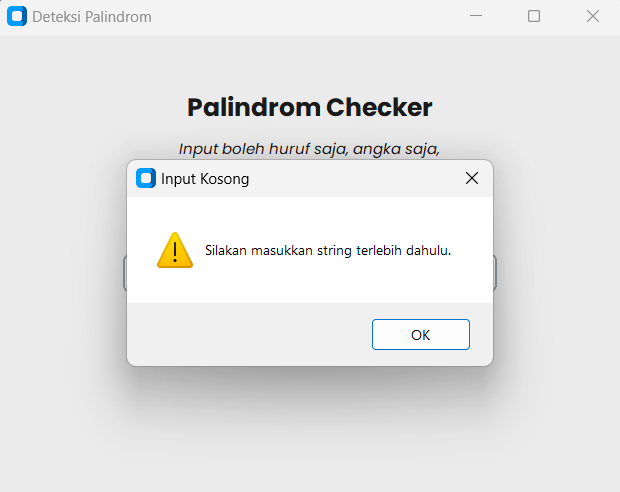 Deteksi Palindrom
Palindrom Checker
Input boleh huruf saja, angka saja,
Input Kosong
Silakan masukkan string terlebih dahulu.
OK